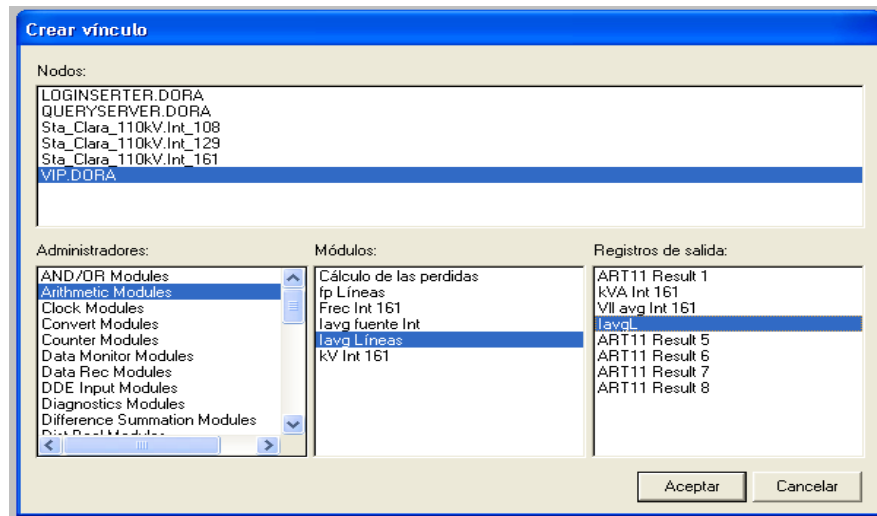 Crear vínculo
Nodos:
LOGINSERTER.DORA
QUERYSERVER.DORA
Sta_Clara_110kV.Int_108
Sta_Clara_110kV.Int_129
Sta_Clara_110kV.Int_161
VIP.DORA
Administradores:
AND/OR Modules
Arithmetic Modules
Clock Modules
Convert Modules
Counter Modules
Data Monitor Modules
Data Rec Modules
DDE Input Modules
Diagnostics Modules
Difference Summation Modules
Módulos:
Cálculo de las perdidas
fp Líneas
Frec Int 161
Iavg fuente Int
Iavg Líneas
kV Int 161
Registros de salida:
ART11 Result 1
kVA Int 161
Vll avg Int 161
IavgL
ART11 Result 5
ART11 Result 6
ART11 Result 7
ART11 Result 8
Aceptar
Cancelar